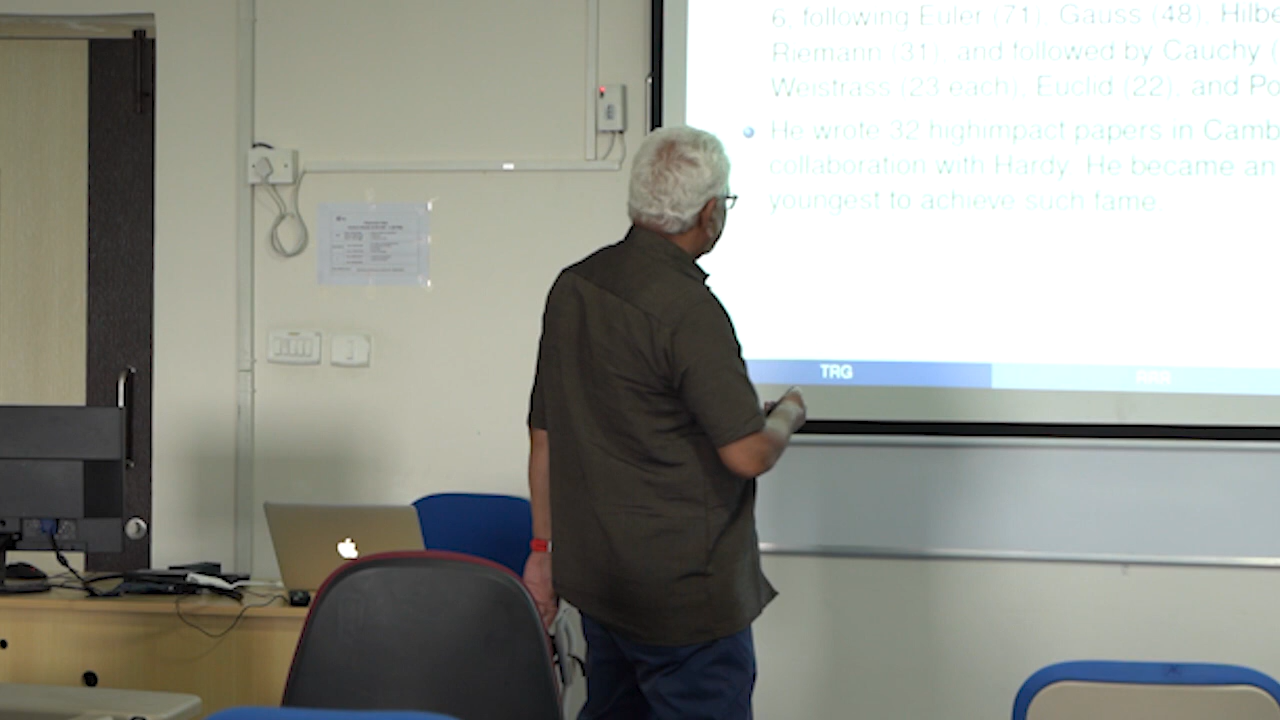 6, following Euler (71), Gauss (48), Hilbe
Riemann (31), and followed by Cauchy (
Weistrass (23 each), Euclid (22), and Po
He wrote 32 highimpact papers in Camb
collaboration with Hardy. He became an
youngest to achieve such fame.
TRG